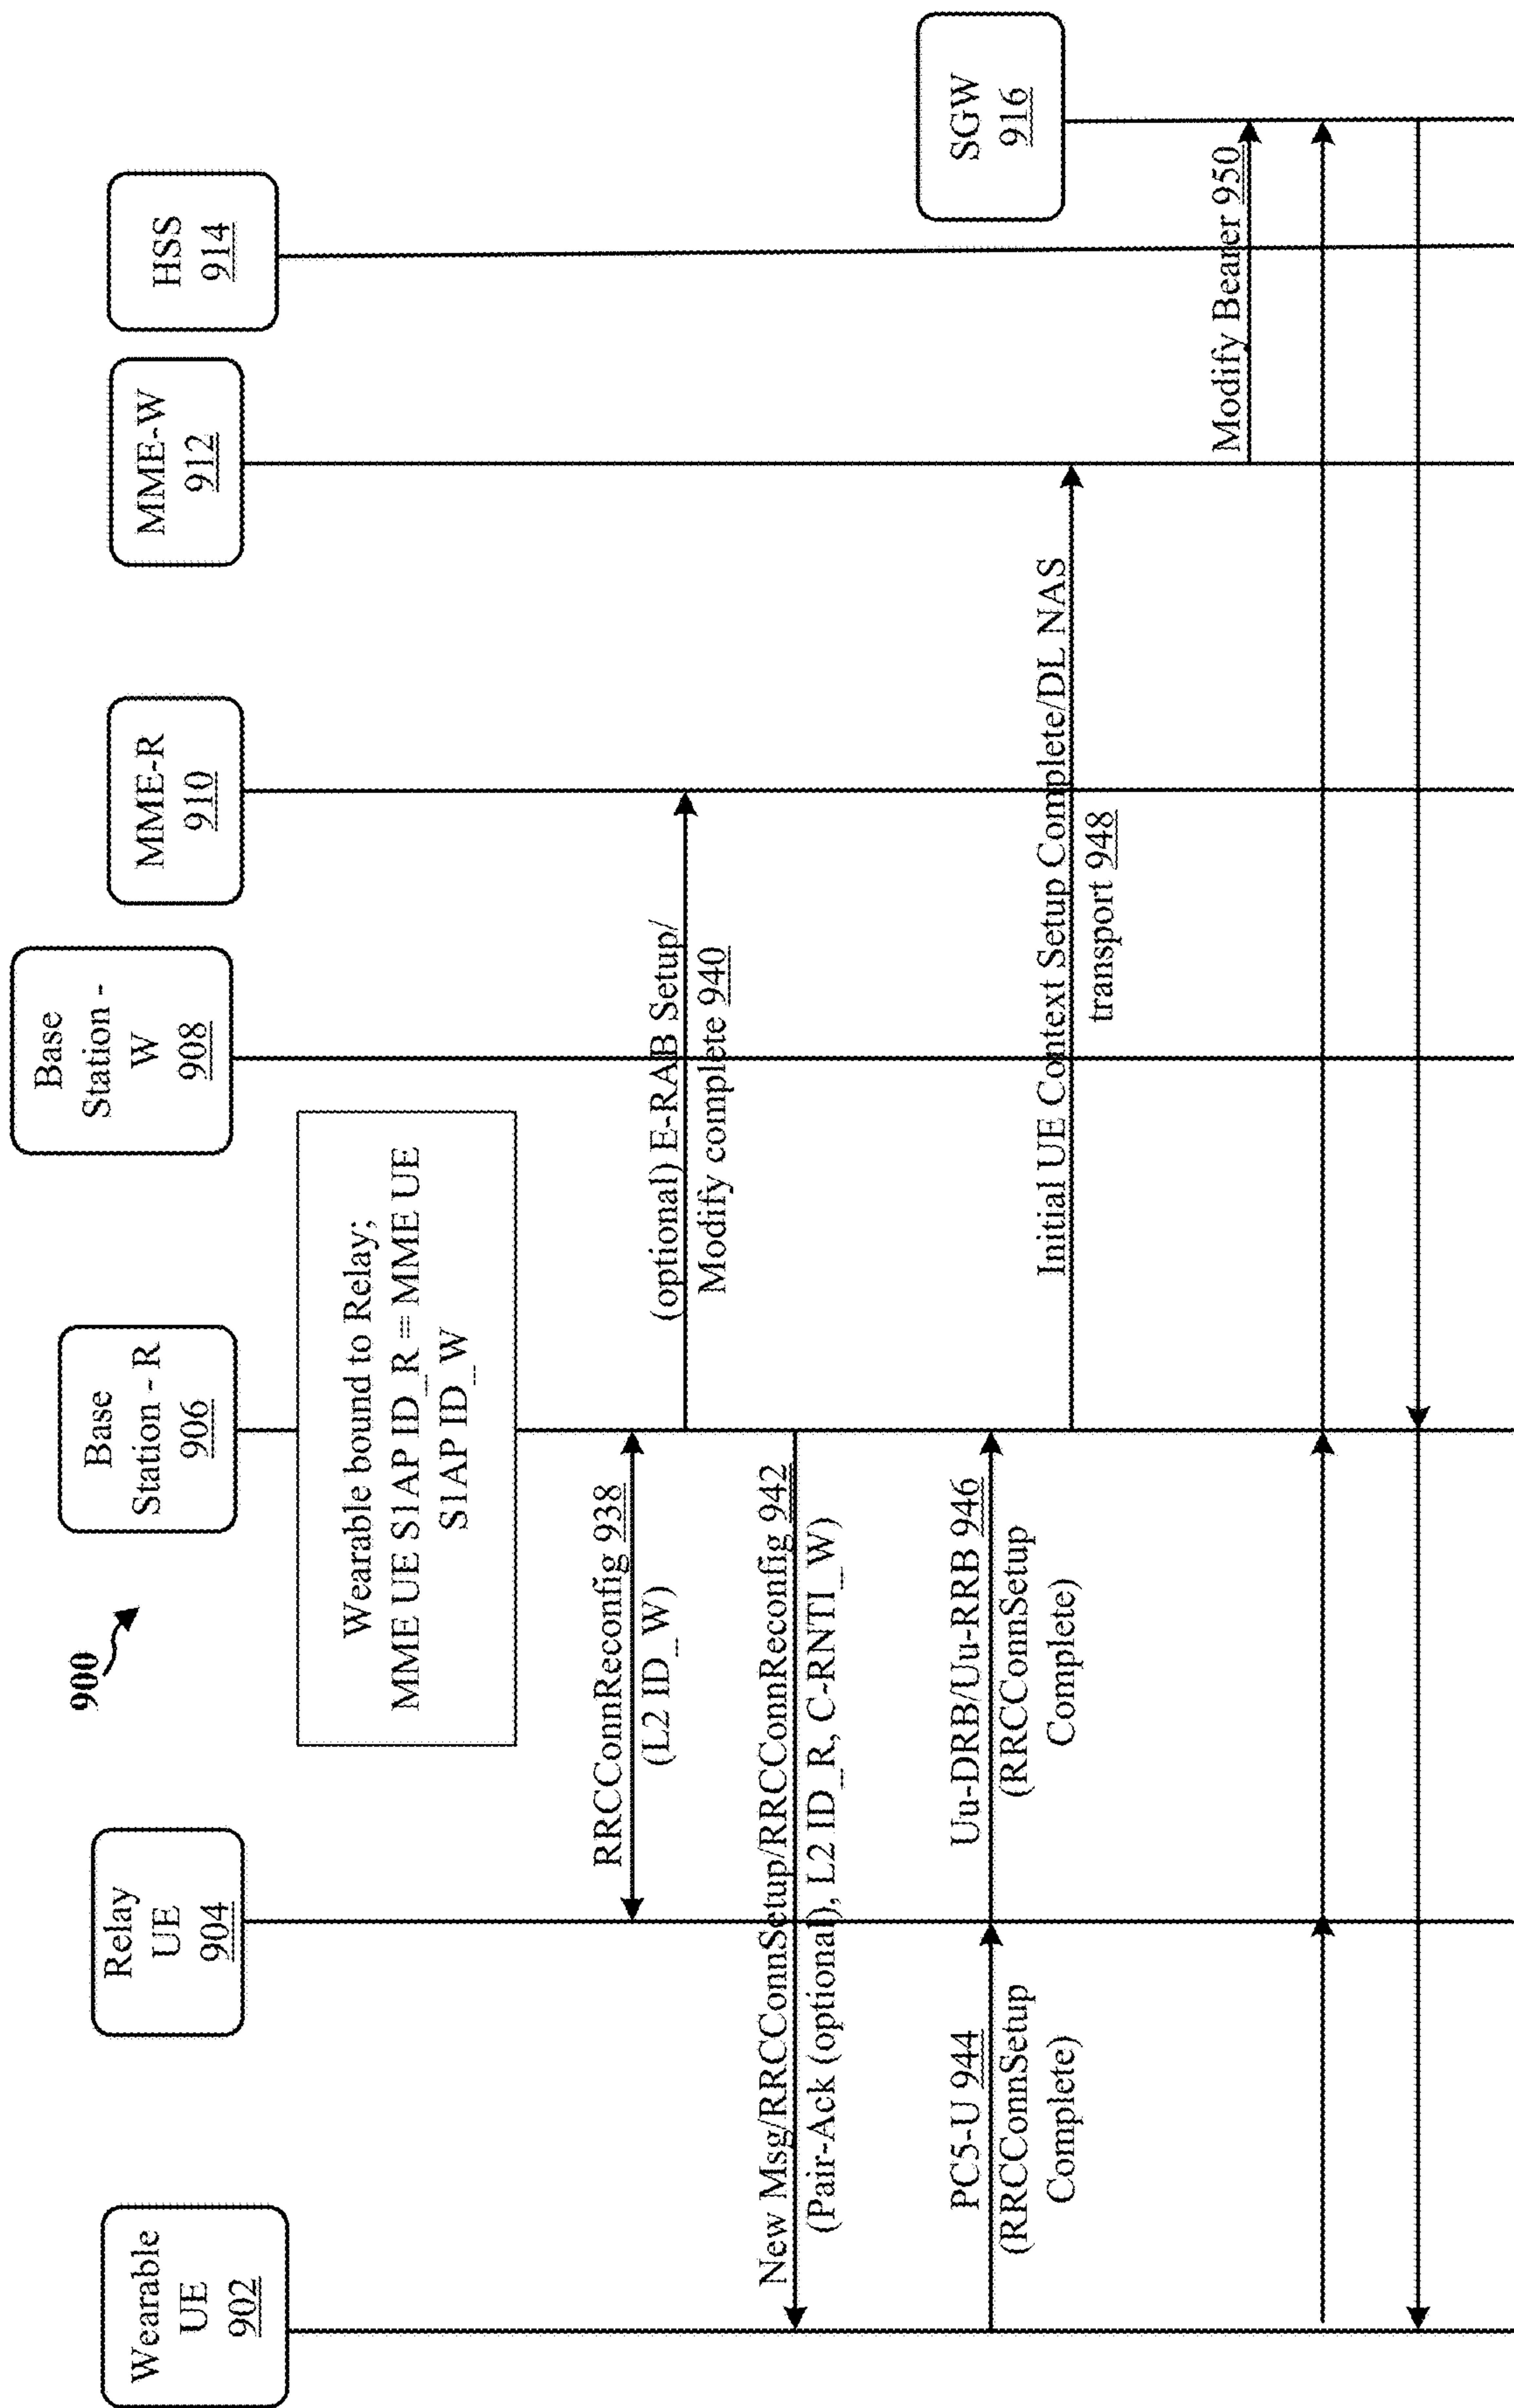 900
Wearable
UE
902
Relay
UE
904
Base
Station - R
906
Base
Station -
W
908
MME-R
910
MME-W
912
HSS
914
SGW
916
Wearable bound to Relay;
MME UE S1AP ID_R = MME UE
S1AP ID_W
RRCConnReconfig 938
(L2 ID_W)
(optional) E-RAB Setup/
Modify complete 940
New Msg/RRCConnSetup/RRCConnReconfig 942
(Pair-Ack (optional), L2 ID_R, C-RNTI_W)
PC5-U 944
(RRCConnSetup
Complete)
Uu-DRB/Uu-RRB 946
(RRCConnSetup
Complete)
Initial UE Context Setup Complete/DL NAS
transport 948
Modify Bearer 950